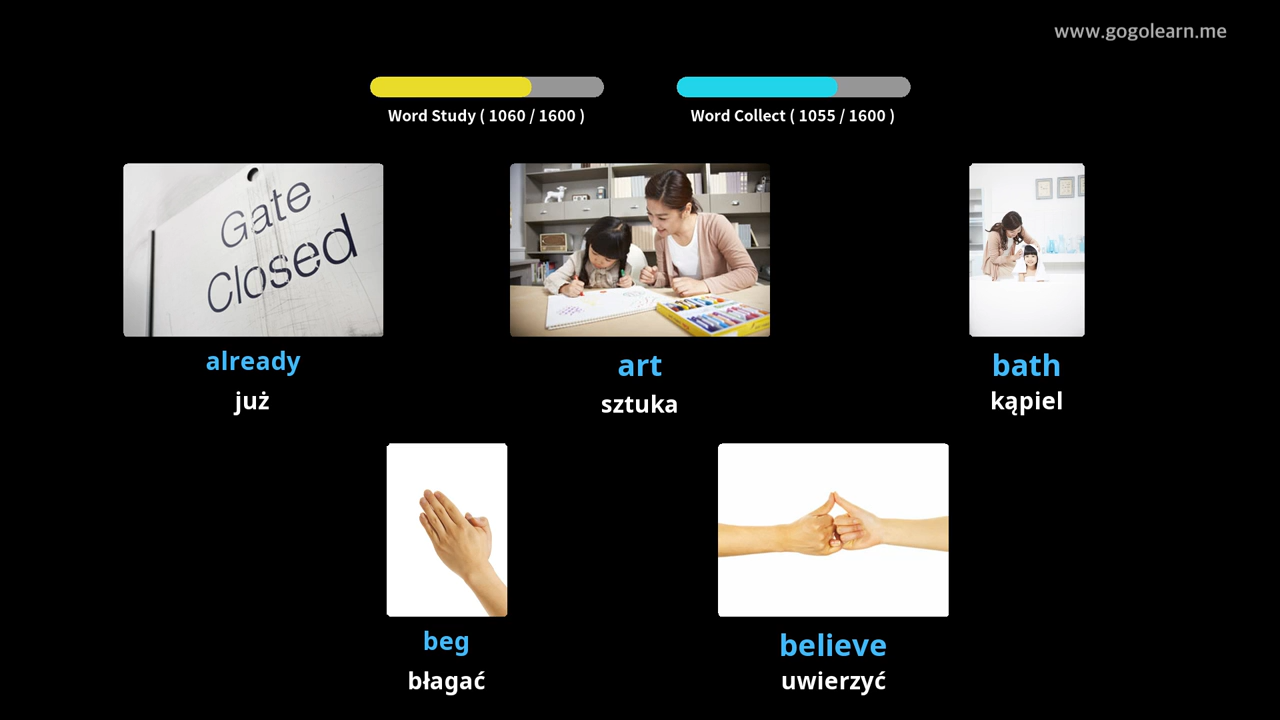 www.gogolearn.me
Word Study ( 1060 / 1600 )
Word Collect ( 1055 / 1600 )
Gate
Closed
already
już
art
sztuka
bath
kąpiel
beg
błagać
believe
uwierzyć